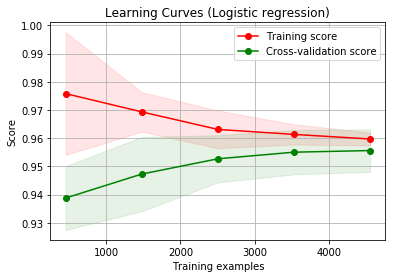 Learning Curves (Logistic regression)
1.00
0.99
0.98
0.97
0.96
0.95
0.94
0.93
Score
Training score
Cross-validation score
1000
2000
3000
4000
Training examples